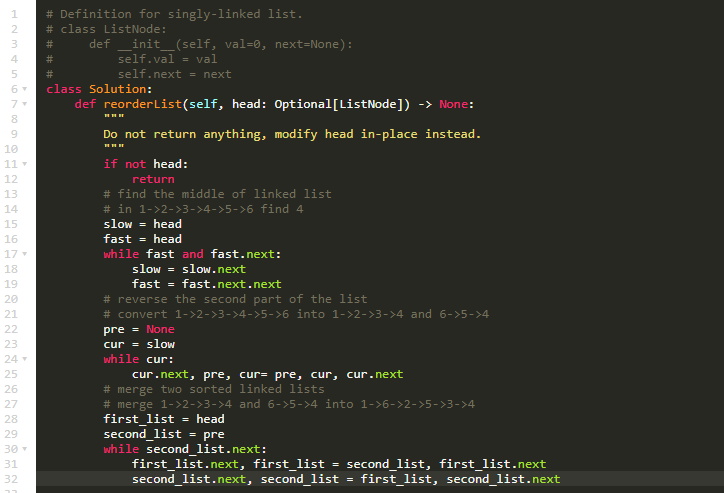 1 # Definition for singly-linked list.
2 # class ListNode:
3 #     def __init__(self, val=0, next=None):
4 #         self.val = val
5 #         self.next = next
6 class Solution:
7     def reorderList(self, head: Optional[ListNode]) -> None:
8         """
9         Do not return anything, modify head in-place instead.
10         """
11         if not head:
12             return
13         # find the middle of linked list
14         # in 1->2->3->4->5->6 find 4
15         slow = head
16         fast = head
17         while fast and fast.next:
18             slow = slow.next
19             fast = fast.next.next
20         # reverse the second part of the list
21         # convert 1->2->3->4->5->6 into 1->2->3->4 and 6->5->4
22         pre = None
23         cur = slow
24         while cur:
25             cur.next, pre, cur= pre, cur, cur.next
26         # merge two sorted linked lists
27         # merge 1->2->3->4 and 6->5->4 into 1->6->2->5->3->4
28         first_list = head
29         second_list = pre
30         while second_list.next:
31             first_list.next, first_list = second_list, first_list.next
32             second_list.next, second_list = first_list, second_list.next